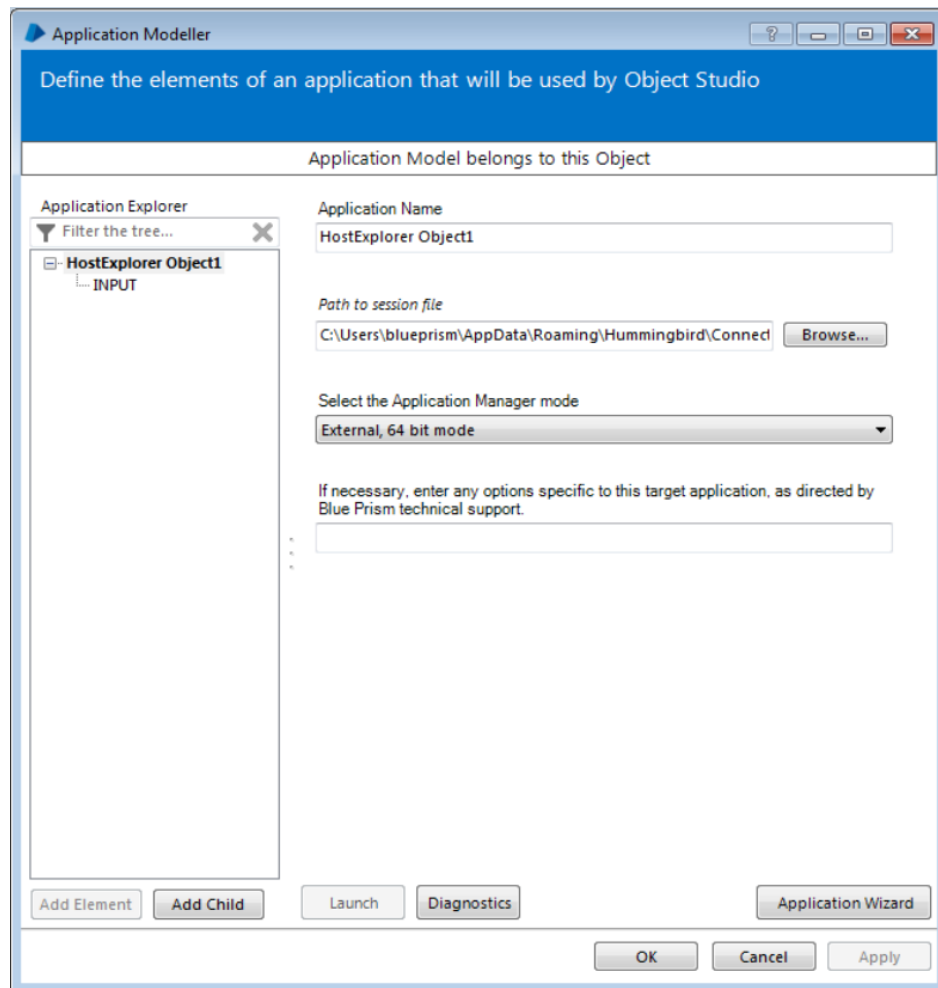 Application Modeller
?
Define the elements of an application that will be used by Object Studio
Application Model belongs to this Object
Application Explorer
Filter the tree...
HostExplorer Object1
INPUT
Application Name
HostExplorer Object1
Path to session file
C:\Users\blueprism\AppData\Roaming\Hummingbird\Connect
Browse...
Select the Application Manager mode
External, 64 bit mode
If necessary, enter any options specific to this target application, as directed by
Blue Prism technical support.
Add Element
Add Child
Launch
Diagnostics
Application Wizard
OK
Cancel
Apply